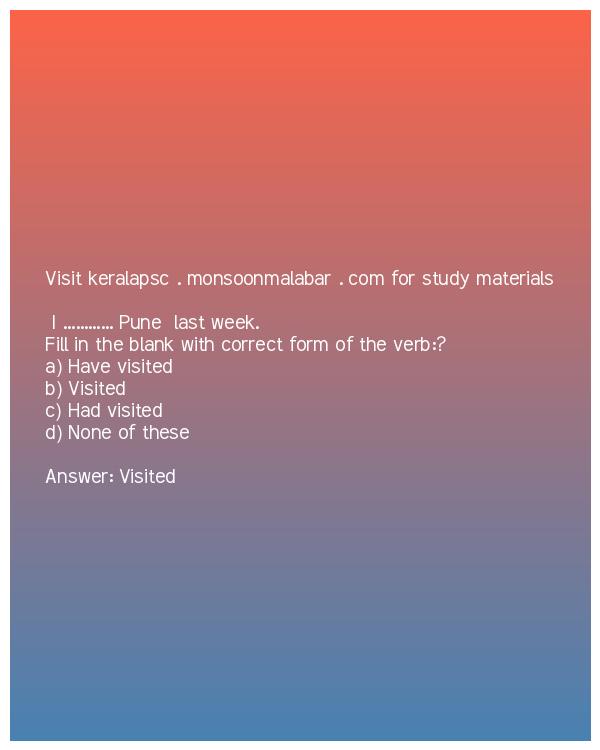 Visit keralapsc . monsoonmalabar . com for study materials
I ............ Pune  last week.
Fill in the blank with correct form of the verb:?
a) Have visited
b) Visited
c) Had visited
d) None of these
Answer: Visited